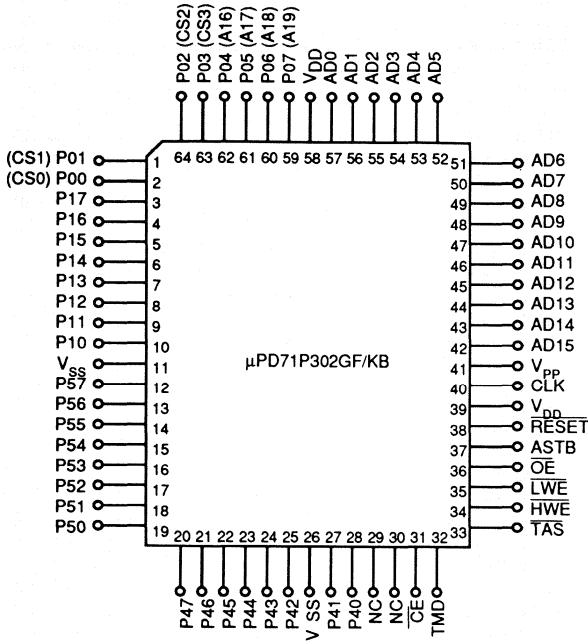 P02 (CS2)
P03 (CS3)
P04 (A16)
P05 (A17)
P06 (A18)
P07 (A19)
VDD
AD0
AD1
AD2
AD3
AD4
AD5
64 63 62 61 60 59 58 57 56 55 54 53 52
(CS1) P01 1
(CS0) P00 2
P17 3
P16 4
P15 5
P14 6
P13 7
P12 8
P11 9
P10 10
VSS 11
P57 12
P56 13
P55 14
P54 15
P53 16
P52 17
P51 18
P50 19
µPD71P302GF/KB
51 AD6
50 AD7
49 AD8
48 AD9
47 AD10
46 AD11
45 AD12
44 AD13
43 AD14
42 AD15
41 VPP
40 CLK
39 VDD
38 RESET
37 ASTB
36 OE
35 LWE
34 HWE
33 TAS
20 21 22 23 24 25 26 27 28 29 30 31 32
P47
P46
P45
P44
P43
P42
V SS
P41
P40
NC
NC
CE
TMD